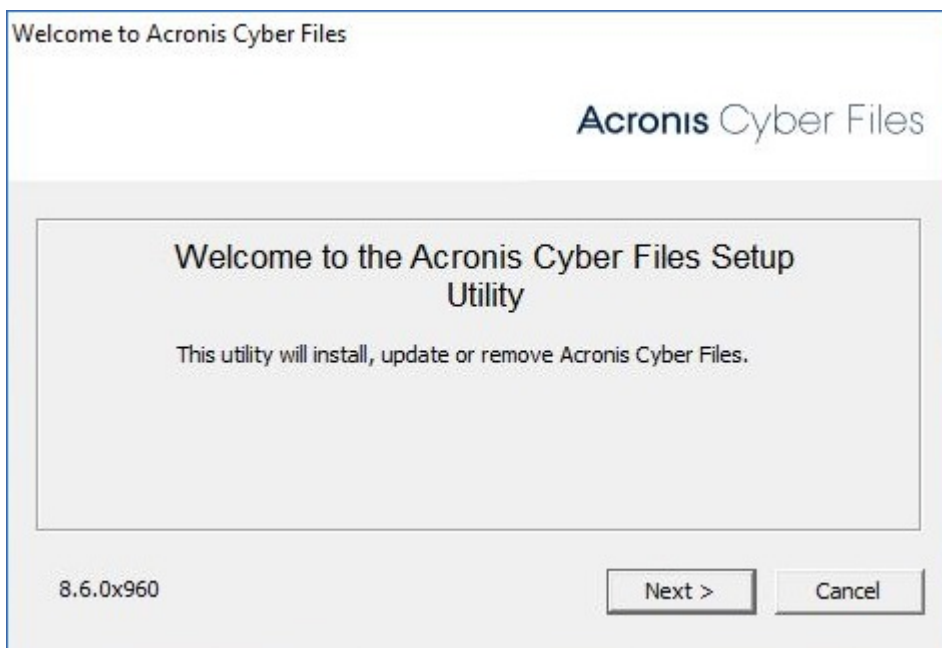 Welcome to Acronis Cyber Files
Acronis Cyber Files
Welcome to the Acronis Cyber Files Setup
Utility
This utility will install, update or remove Acronis Cyber Files.
8.6.0x960
Next >
Cancel